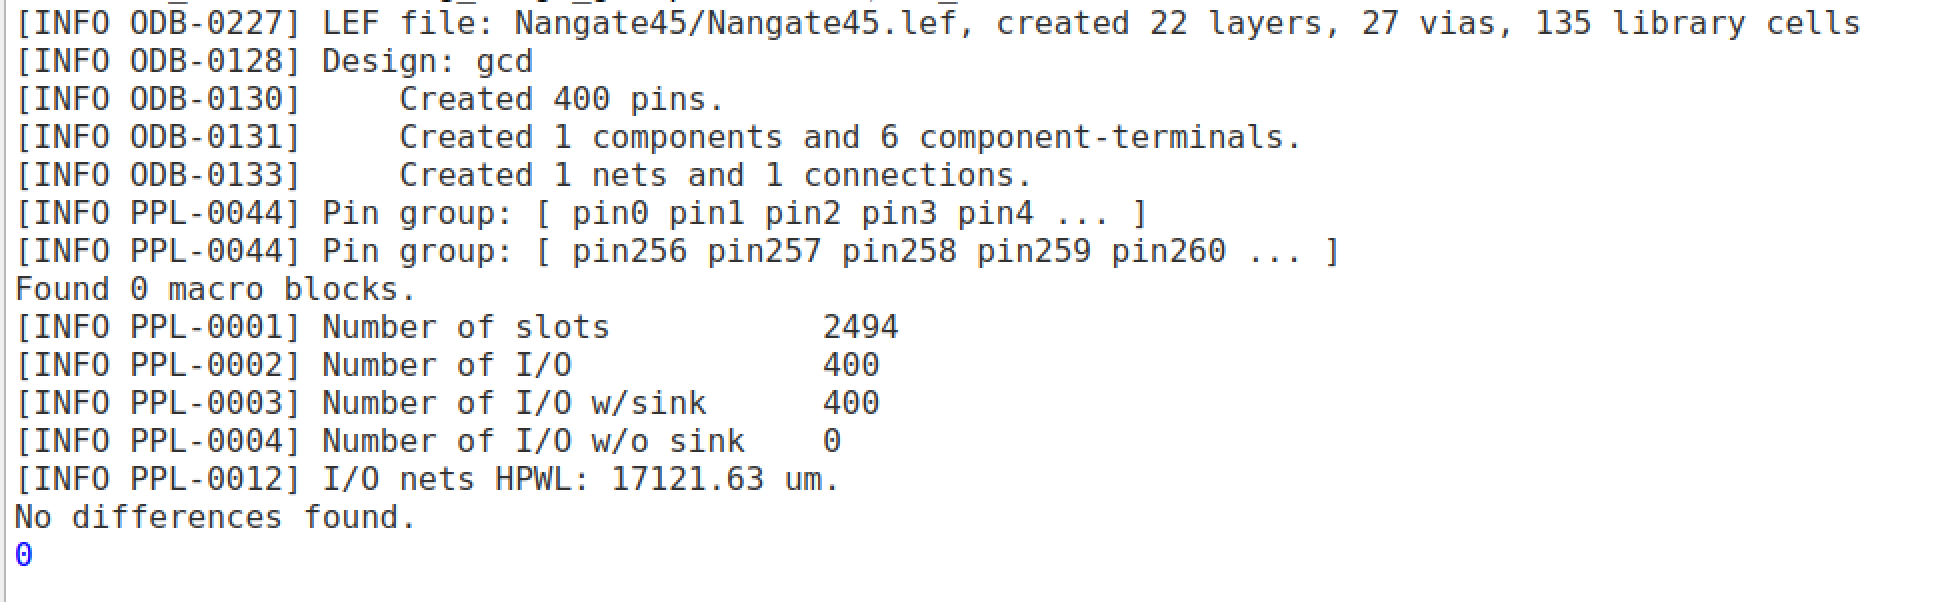 [INFO ODB-0227] LEF file: Nangate45/Nangate45.lef, created 22 layers, 27 vias, 135 library cells
[INFO ODB-0128] Design: gcd
[INFO ODB-0130]     Created 400 pins.
[INFO ODB-0131]     Created 1 components and 6 component-terminals.
[INFO ODB-0133]     Created 1 nets and 1 connections.
[INFO PPL-0044] Pin group: [ pin0 pin1 pin2 pin3 pin4 ... ]
[INFO PPL-0044] Pin group: [ pin256 pin257 pin258 pin259 pin260 ... ]
Found 0 macro blocks.
[INFO PPL-0001] Number of slots           2494
[INFO PPL-0002] Number of I/O             400
[INFO PPL-0003] Number of I/O w/sink      400
[INFO PPL-0004] Number of I/O w/o sink    0
[INFO PPL-0012] I/O nets HPWL: 17121.63 um.
No differences found.
0